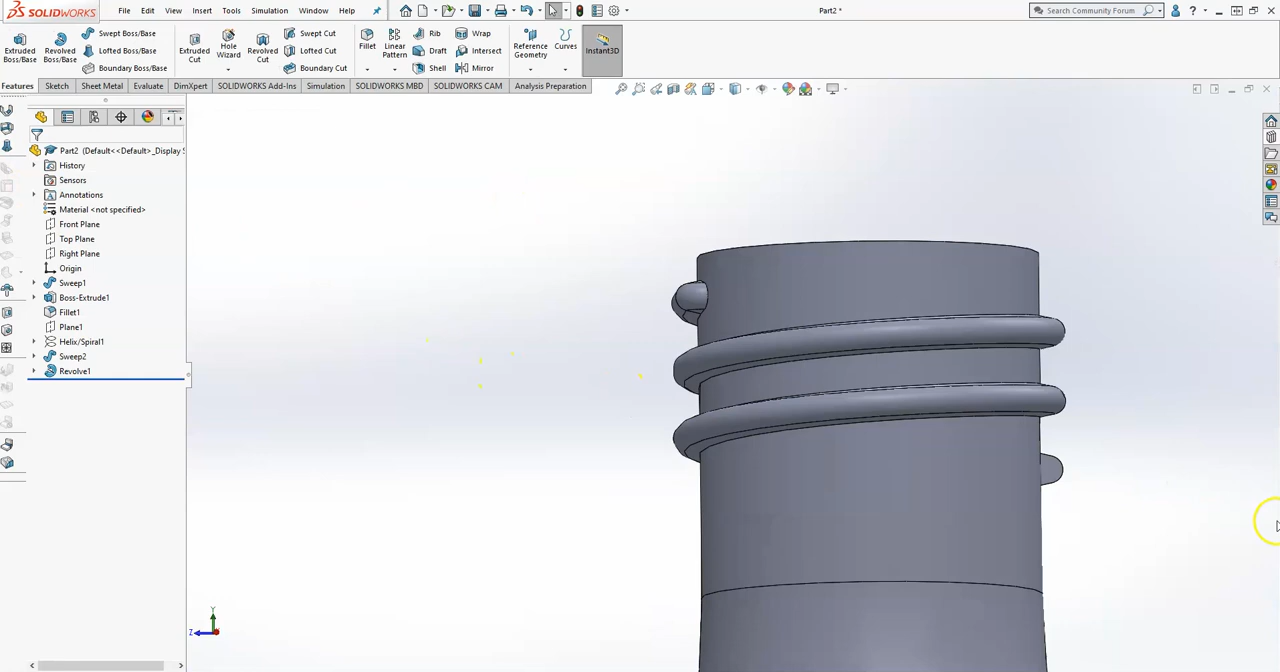 SOLIDWORKS File Edit View Insert Tools Simulation Window Help Part2 * Search Community Forum
Extruded Boss/Base
Revolved Boss/Base
Swept Boss/Base
Lofted Boss/Base
Boundary Boss/Base
Extruded Cut
Hole Wizard
Revolved Cut
Swept Cut
Lofted Cut
Boundary Cut
Fillet
Linear Pattern
Rib
Draft
Shell
Wrap
Intersect
Mirror
Reference Geometry
Curves
Instant3D
Features Sketch Sheet Metal Evaluate DimXpert SOLIDWORKS Add-Ins Simulation SOLIDWORKS MBD SOLIDWORKS CAM Analysis Preparation
Part2 (Default<<Default>_Display S
History
Sensors
Annotations
Material <not specified>
Front Plane
Top Plane
Right Plane
Origin
Sweep1
Boss-Extrude1
Fillet1
Plane1
Helix/Spiral1
Sweep2
Revolve1
Y
Z